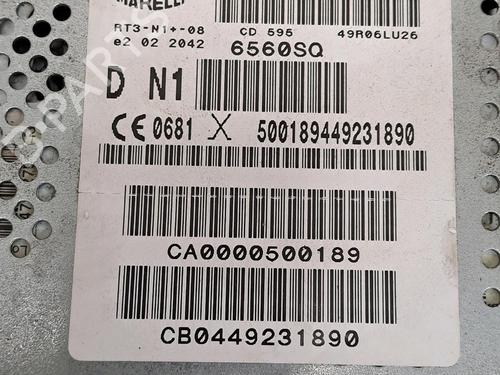 MARELLI
RT3-N1+-08 CD 595 49R06LU26
e2 02 2042 6560SQ
D N1
CE 0681 X 500189449231890
CA0000500189
CB0449231890